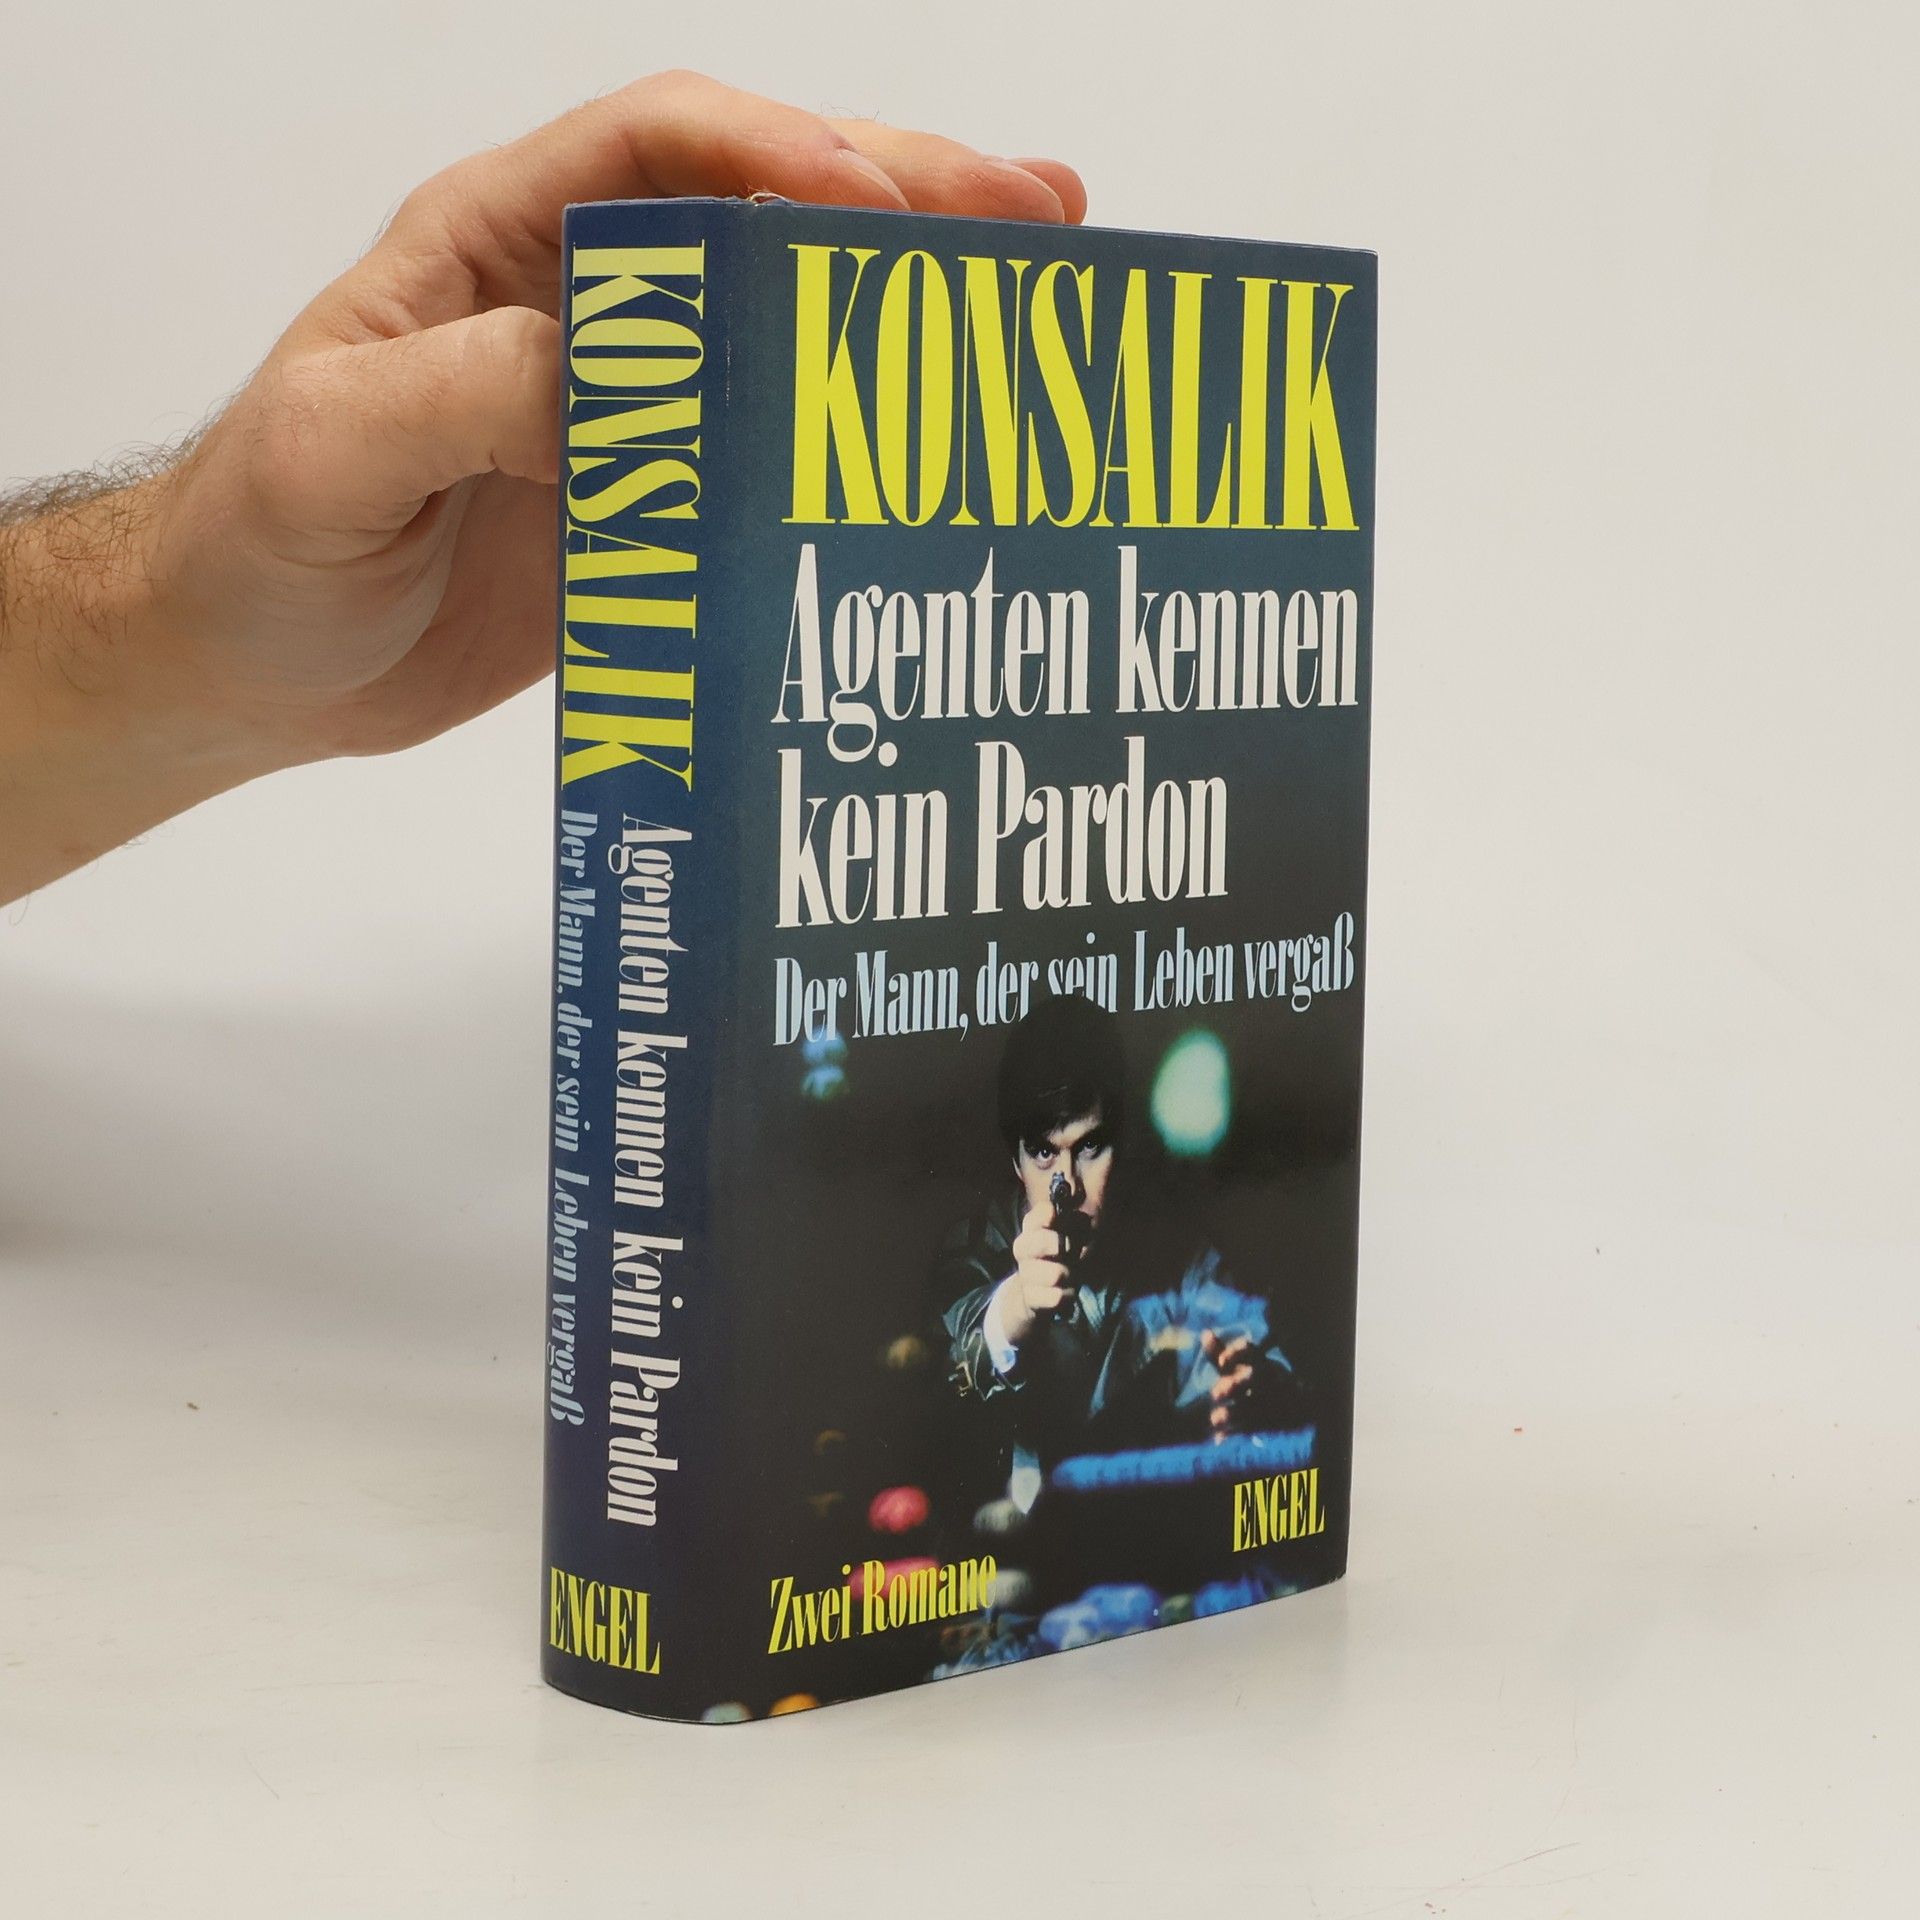 KONSALIK
Agenten kennen kein Pardon
Der Mann, der sein Leben vergaß
ENGEL
KONSALIK
Agenten kennen
kein Pardon
Der Mann, der sein Leben vergaß
ENGEL
Zwei Romane